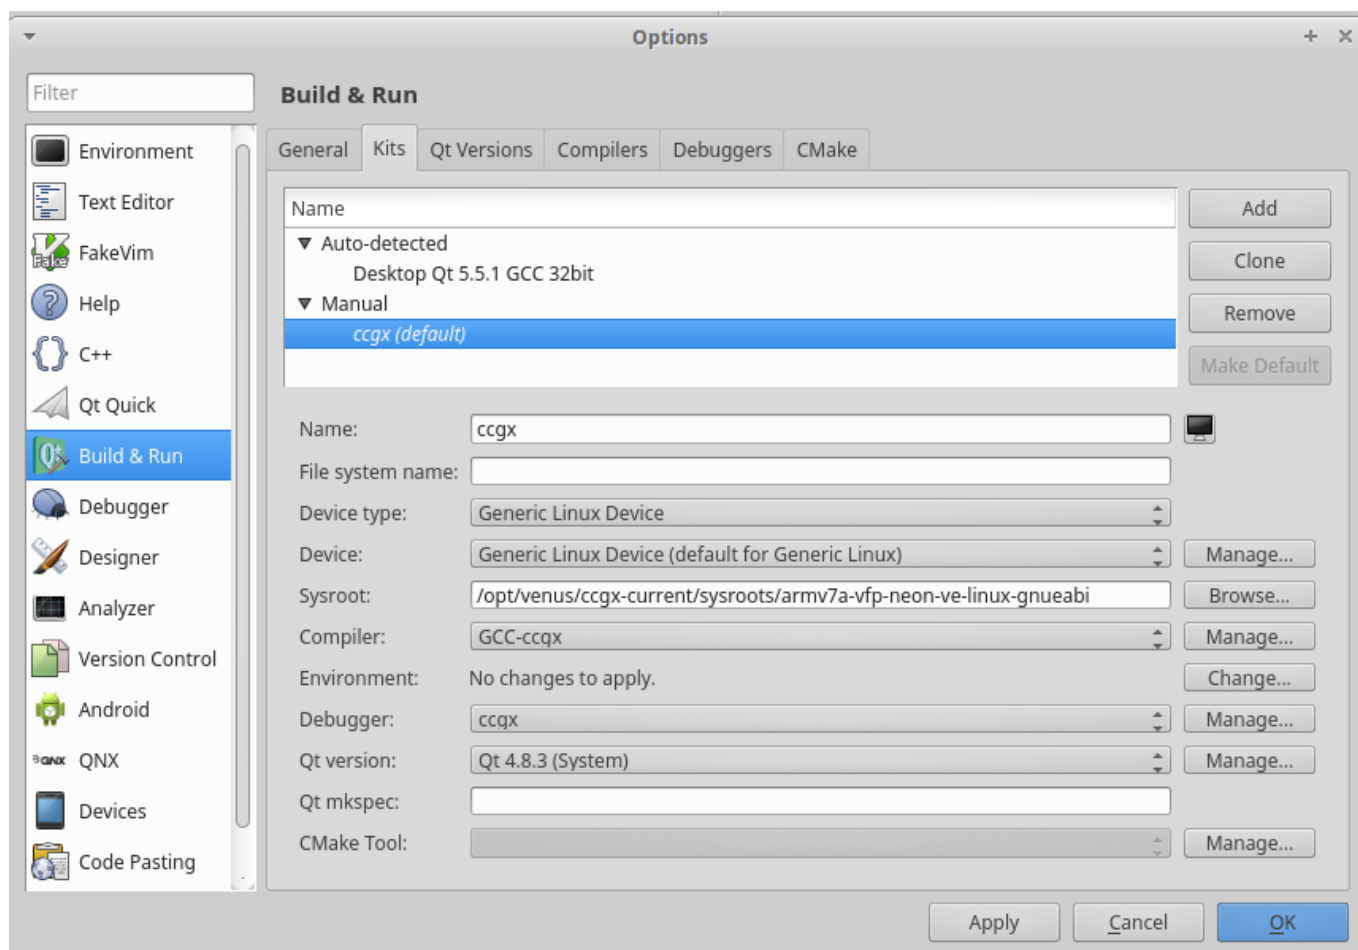 Options
Filter
Build & Run
Environment
Text Editor
FakeVim
Help
C++
Qt Quick
Build & Run
Debugger
Designer
Analyzer
Version Control
Android
QNX
Devices
Code Pasting
General Kits Qt Versions Compilers Debuggers CMake
Name
Auto-detected
Desktop Qt 5.5.1 GCC 32bit
Manual
ccgx (default)
Add
Clone
Remove
Make Default
Name: ccgx
File system name:
Device type: Generic Linux Device
Device: Generic Linux Device (default for Generic Linux) Manage...
Sysroot: /opt/venus/ccgx-current/sysroots/armv7a-vfp-neon-ve-linux-gnueabi Browse...
Compiler: GCC-ccgx Manage...
Environment: No changes to apply. Change...
Debugger: ccgx Manage...
Qt version: Qt 4.8.3 (System) Manage...
Qt mkspec:
CMake Tool: Manage...
Apply Cancel OK